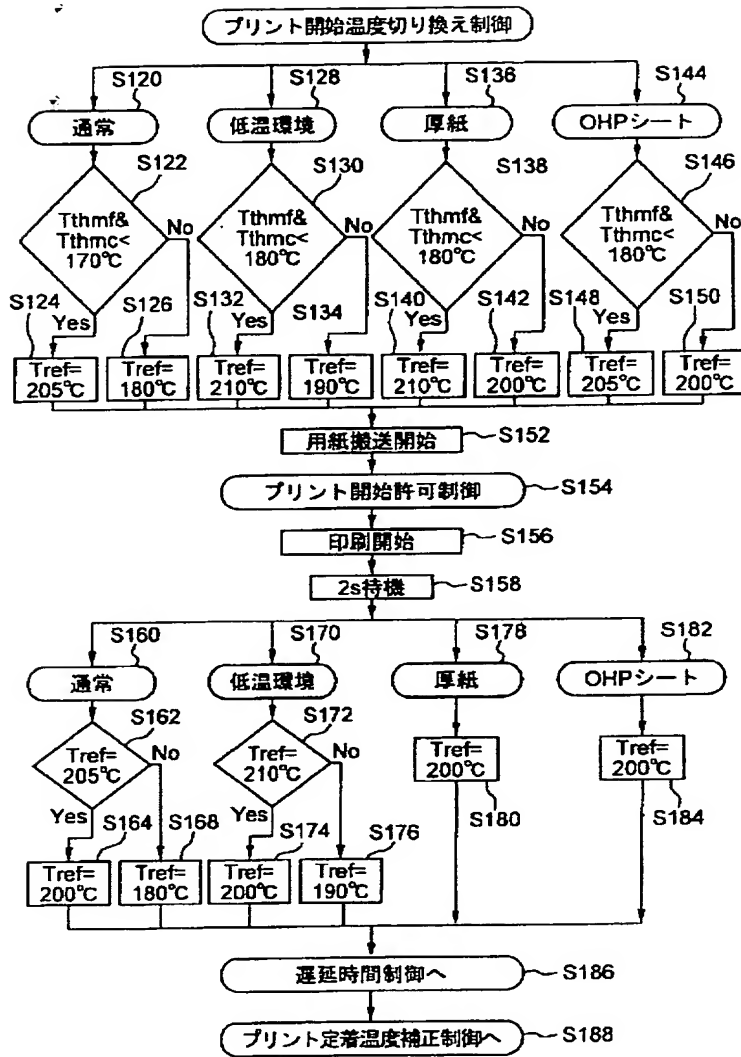 プリント開始温度切り換え制御
S120
S128
S136
S144
通常
低温環境
厚紙
OHPシート
S122
S130
S138
S146
Tthmf&
Tthmc<
170℃
No
Tthmf&
Tthmc<
180℃
No
Tthmf&
Tthmc<
180℃
No
Tthmf&
Tthmc<
180℃
No
S124
Yes
S126
S132
Yes
S134
S140
Yes
S142
S148
Yes
S150
Tref=
205℃
Tref=
180℃
Tref=
210℃
Tref=
190℃
Tref=
210℃
Tref=
200℃
Tref=
205℃
Tref=
200℃
用紙搬送開始
S152
プリント開始許可制御
S154
印刷開始
S156
2s待機
S158
S160
S170
S178
S182
通常
低温環境
厚紙
OHPシート
S162
S172
Tref=
205℃
No
Tref=
210℃
No
Tref=
200℃
S180
Tref=
200℃
S184
Yes
S164
S168
Yes
S174
S176
Tref=
200℃
Tref=
180℃
Tref=
200℃
Tref=
190℃
遅延時間制御へ
S186
プリント定着温度補正制御へ
S188